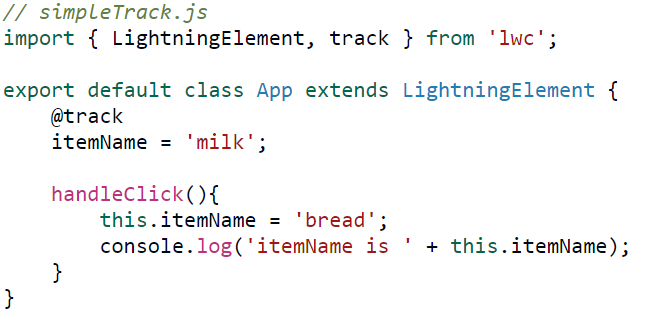 // simpleTrack.js
import { LightningElement, track } from 'lwc';

export default class App extends LightningElement {
    @track
    itemName = 'milk';

    handleClick(){
        this.itemName = 'bread';
        console.log('itemName is ' + this.itemName);
    }
}